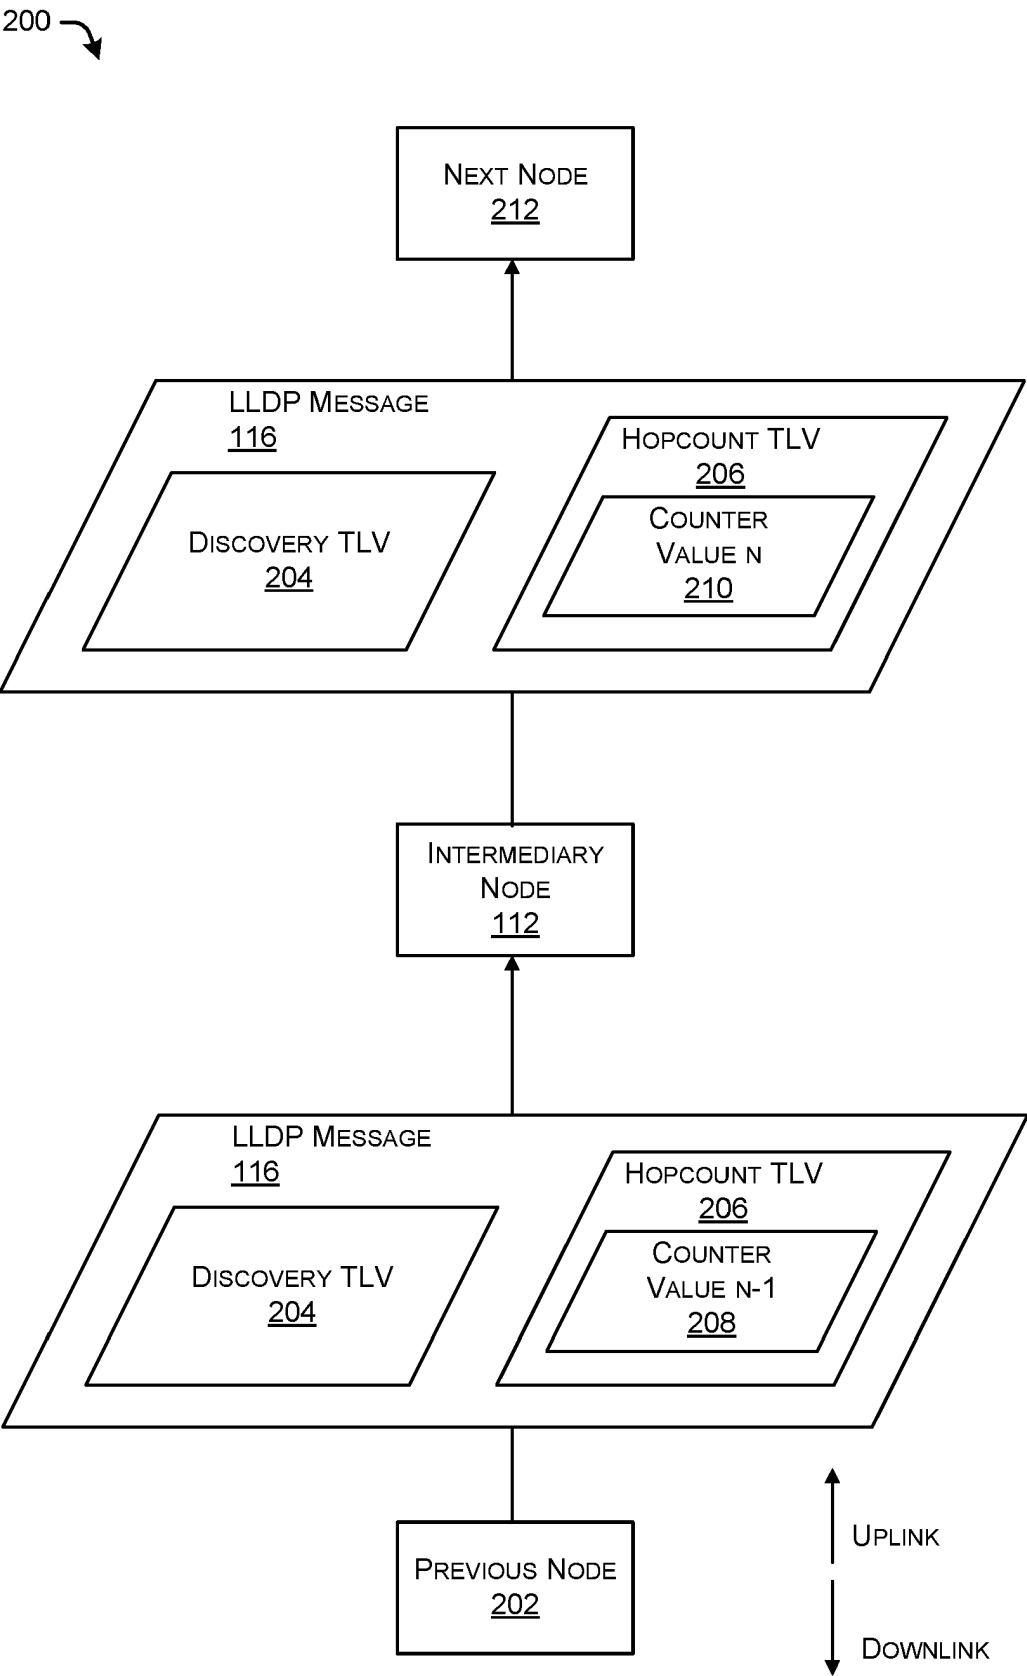 200
NEXT NODE
212
LLDP MESSAGE
116
HOPCOUNT TLV
206
DISCOVERY TLV
204
COUNTER
VALUE N
210
INTERMEDIARY
NODE
112
LLDP MESSAGE
116
HOPCOUNT TLV
206
DISCOVERY TLV
204
COUNTER
VALUE N-1
208
PREVIOUS NODE
202
UPLINK
DOWNLINK